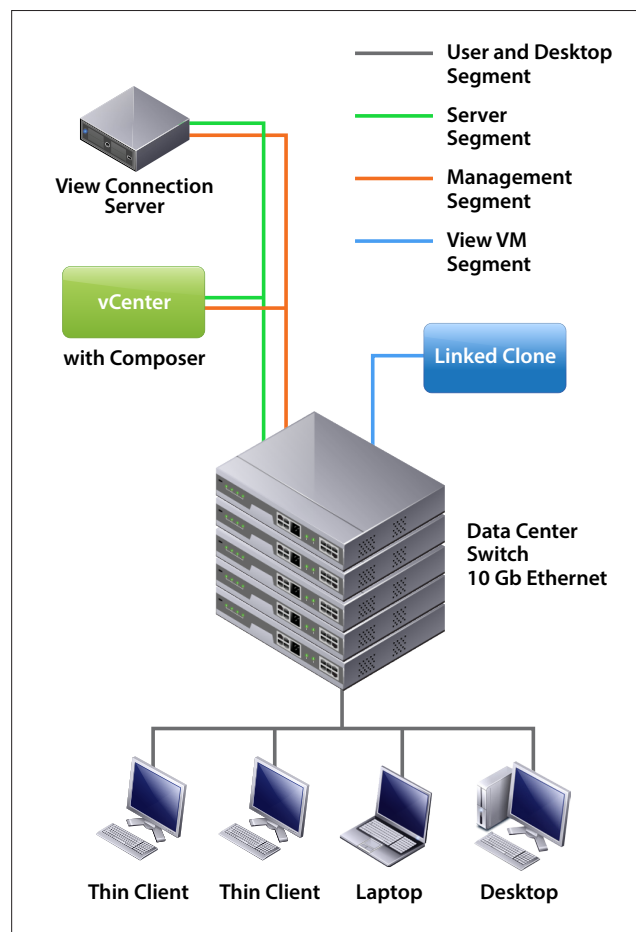 User and Desktop
Segment
Server
Segment
Management
Segment
View VM
Segment
View Connection
Server
vCenter
with Composer
Linked Clone
Data Center
Switch
10 Gb Ethernet
Thin Client
Thin Client
Laptop
Desktop